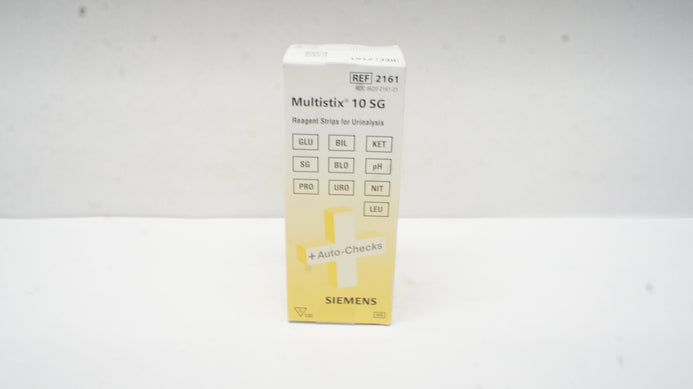 REF 2161
Multistix® 10 SG
Reagent Strips for Urinalysis
GLU BIL KET
SG BLO pH
PRO URO NIT
LEU
+ Auto-Checks
SIEMENS
100